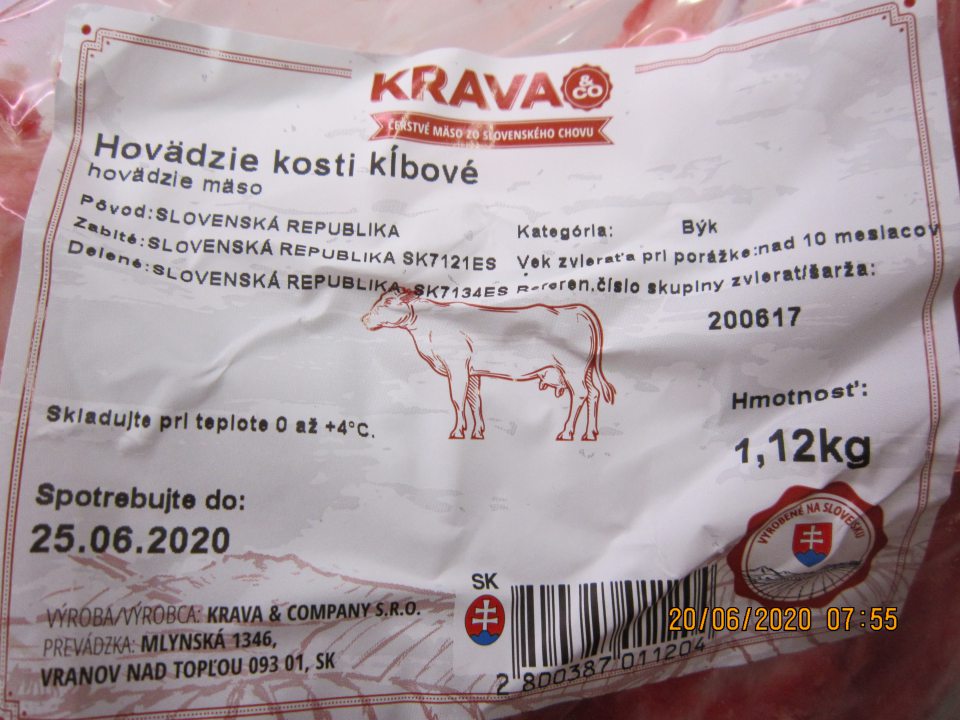 KRAVA & CO
ČERSTVÉ MÄSO ZO SLOVENSKÉHO CHOVU
Hovädzie kosti kĺbové
hovädzie mäso
Pôvod:SLOVENSKÁ REPUBLIKA
Zabité:SLOVENSKÁ REPUBLIKA SK7121ES
Delené:SLOVENSKÁ REPUBLIKA, SK7134ES
Kategória: Býk
Vek zvieraťa pri porážke:nad 10 mesiacov
číslo skupiny zvierat/šarža:
200617
Skladujte pri teplote 0 až +4°C.
Hmotnosť:
1,12kg
Spotrebujte do:
25.06.2020
VYROBENÉ NA SLOVENSKU
VÝROBA/VÝROBCA: KRAVA & COMPANY S.R.O.
PREVÁDZKA: MLYNSKÁ 1346,
VRANOV NAD TOPĽOU 093 01, SK
SK
2 800387 011204
20/06/2020 07:55